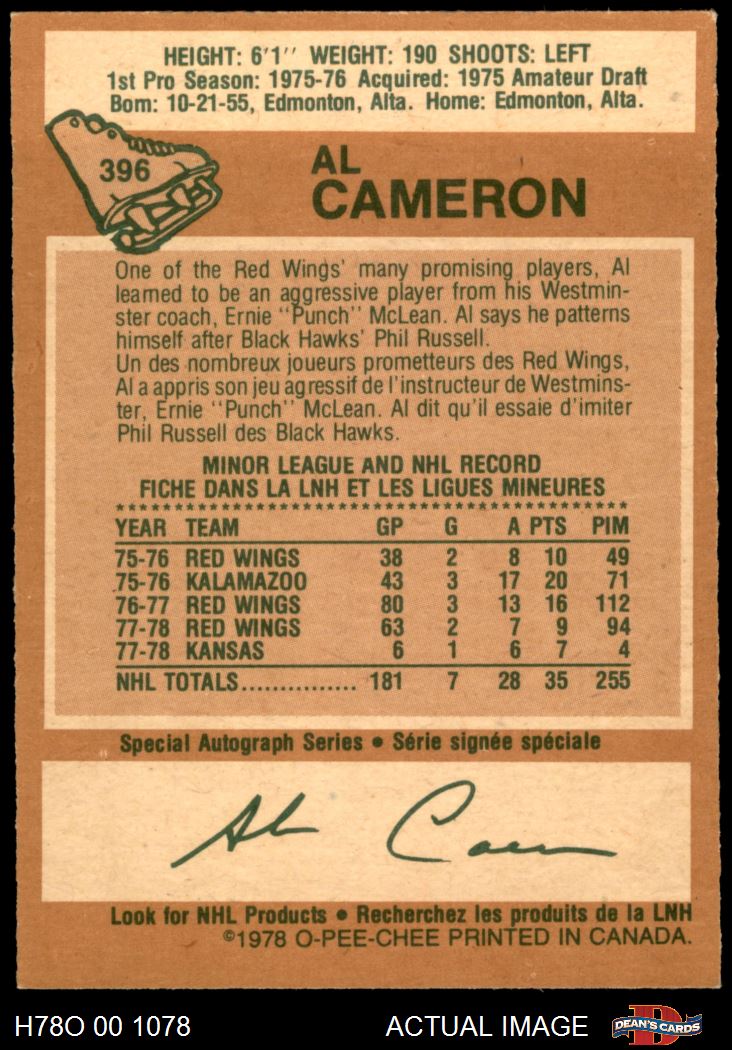 HEIGHT: 6'1'' WEIGHT: 190 SHOOTS: LEFT
1st Pro Season: 1975-76 Acquired: 1975 Amateur Draft
Born: 10-21-55, Edmonton, Alta. Home: Edmonton, Alta.
396
AL
CAMERON
One of the Red Wings' many promising players, Al
learned to be an aggressive player from his Westmin-
ster coach, Ernie ''Punch'' McLean. Al says he patterns
himself after Black Hawks' Phil Russell.
Un des nombreux joueurs prometteurs des Red Wings,
Al a appris son jeu agressif de l'instructeur de Westmins-
ter, Ernie ''Punch'' McLean. Al dit qu'il essaie d'imiter
Phil Russell des Black Hawks.
MINOR LEAGUE AND NHL RECORD
FICHE DANS LA LNH ET LES LIGUES MINEURES
YEAR TEAM GP G A PTS PIM
75-76 RED WINGS 38 2 8 10 49
75-76 KALAMAZOO 43 3 17 20 71
76-77 RED WINGS 80 3 13 16 112
77-78 RED WINGS 63 2 7 9 94
77-78 KANSAS 6 1 6 7 4
NHL TOTALS................ 181 7 28 35 255
Special Autograph Series • Série signée spéciale
Al Cameron
Look for NHL Products • Recherchez les produits de la LNH
©1978 O-PEE-CHEE PRINTED IN CANADA.
H78O 00 1078 ACTUAL IMAGE DEAN'S CARDS